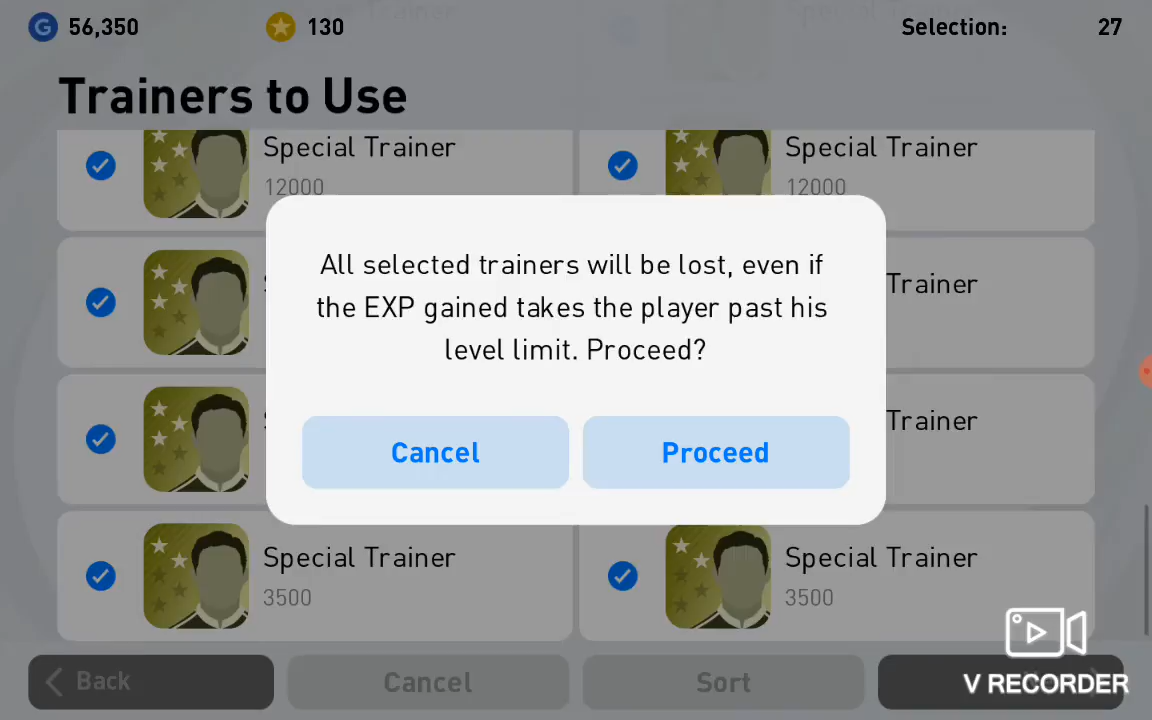 G 56,350
130
Selection: 27
Trainers to Use
Special Trainer
12000
Special Trainer
12000
All selected trainers will be lost, even if
the EXP gained takes the player past his
level limit. Proceed?
Cancel
Proceed
Trainer
Trainer
Special Trainer
3500
Special Trainer
3500
Back
Cancel
Sort
V RECORDER